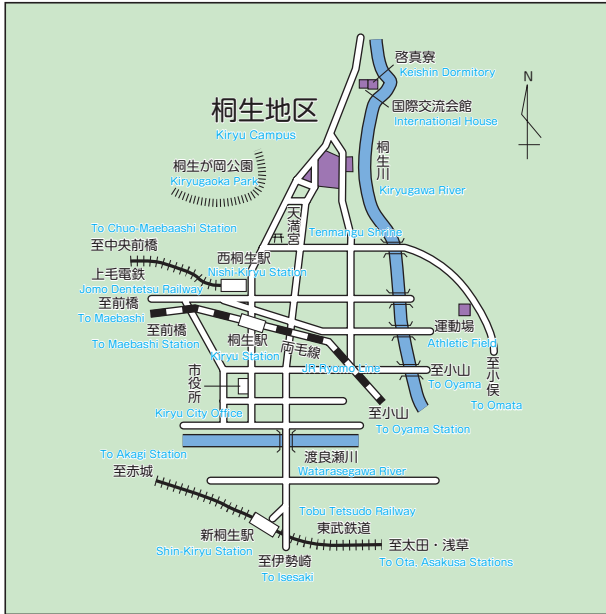 啓真寮
Keishin Dormitory
N
国際交流会館
International House
桐生地区
Kiryu Campus
桐生川
Kiryugawa River
桐生が岡公園
Kiryugaoka Park
天満宮
Tenmangu Shrine
To Chuo-Maebaashi Station
至中央前橋
西桐生駅
Nishi-Kiryu Station
上毛電鉄
Jomo Dentetsu Railway
至前橋
To Maebashi
至前橋
To Maebashi Station
桐生駅
Kiryu Station
両毛線
JR Ryomo Line
運動場
Athletic Field
至小俣
To Omata
至小山
To Oyama
市役所
Kiryu City Office
至小山
To Oyama Station
渡良瀬川
Watarasegawa River
To Akagi Station
至赤城
Tobu Tetsudo Railway
東武鉄道
新桐生駅
Shin-Kiryu Station
至伊勢崎
To Isesaki
至太田・浅草
To Ota, Asakusa Stations